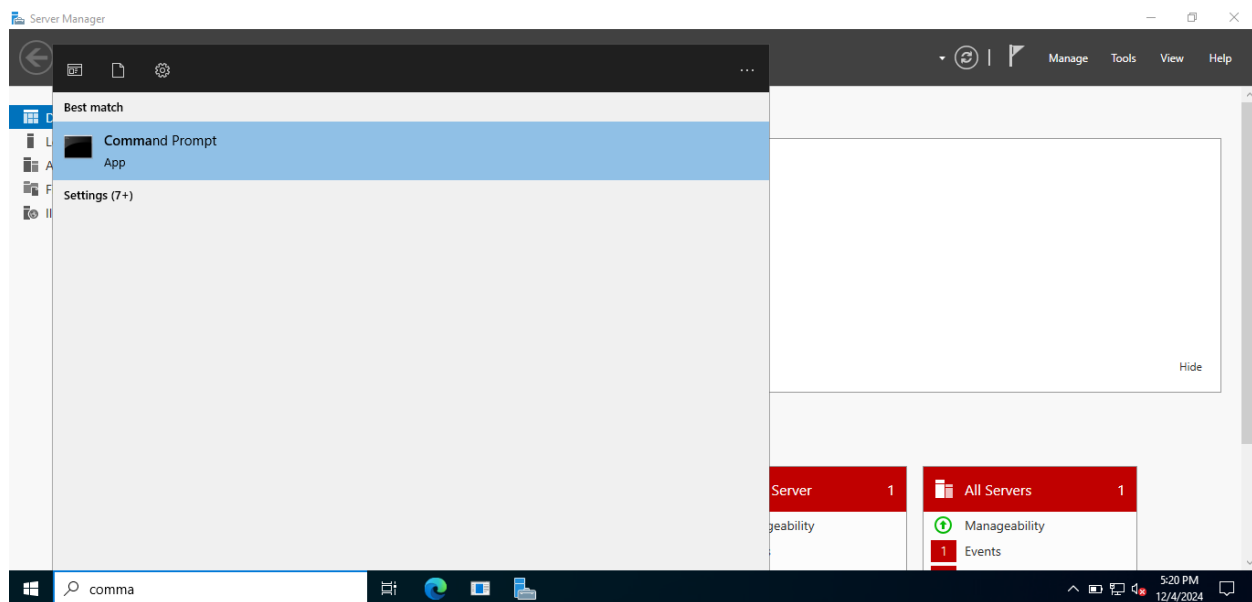 Server Manager
Manage Tools View Help
Best match
Command Prompt
App
Settings (7+)
Hide
Server 1
All Servers 1
Manageability
1 Events
comma
5:20 PM
12/4/2024